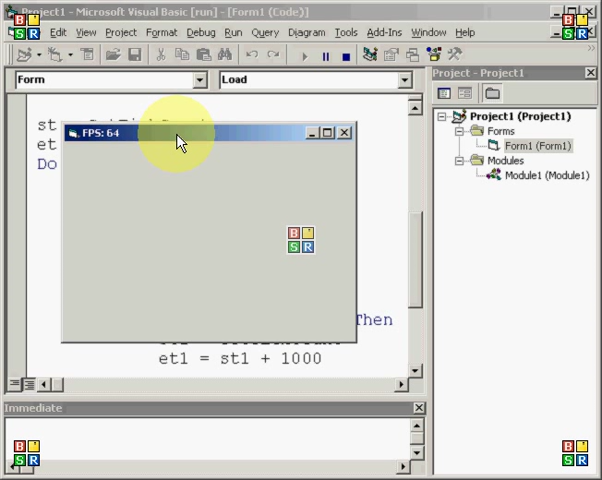 Project1 - Microsoft Visual Basic [run] - [Form1 (Code)]
Edit View Project Format Debug Run Query Diagram Tools Add-Ins Window Help
Form
Load
Project - Project1
st
et
Do
FPS: 64
Project1 (Project1)
Forms
Form1 (Form1)
Modules
Module1 (Module1)
Then
et1 = st1 + 1000
Immediate
B
S R
B
S R
B
S R
B
S R
B
S R